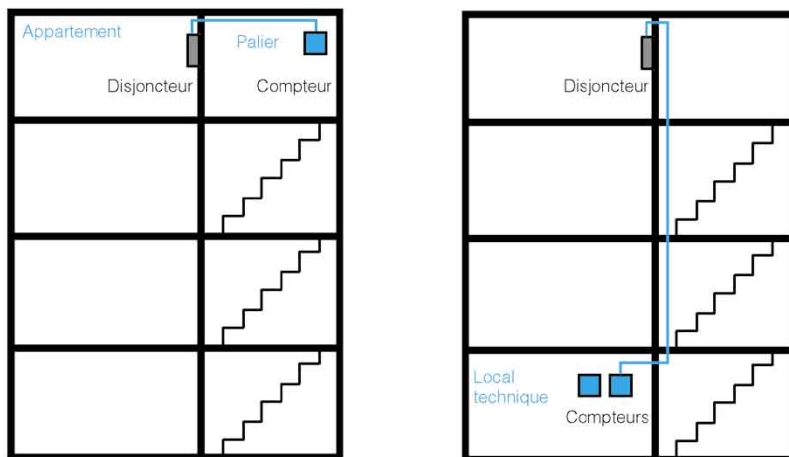 Appartement
Palier
Disjoncteur
Compteur
Disjoncteur
Local
technique
Compteurs